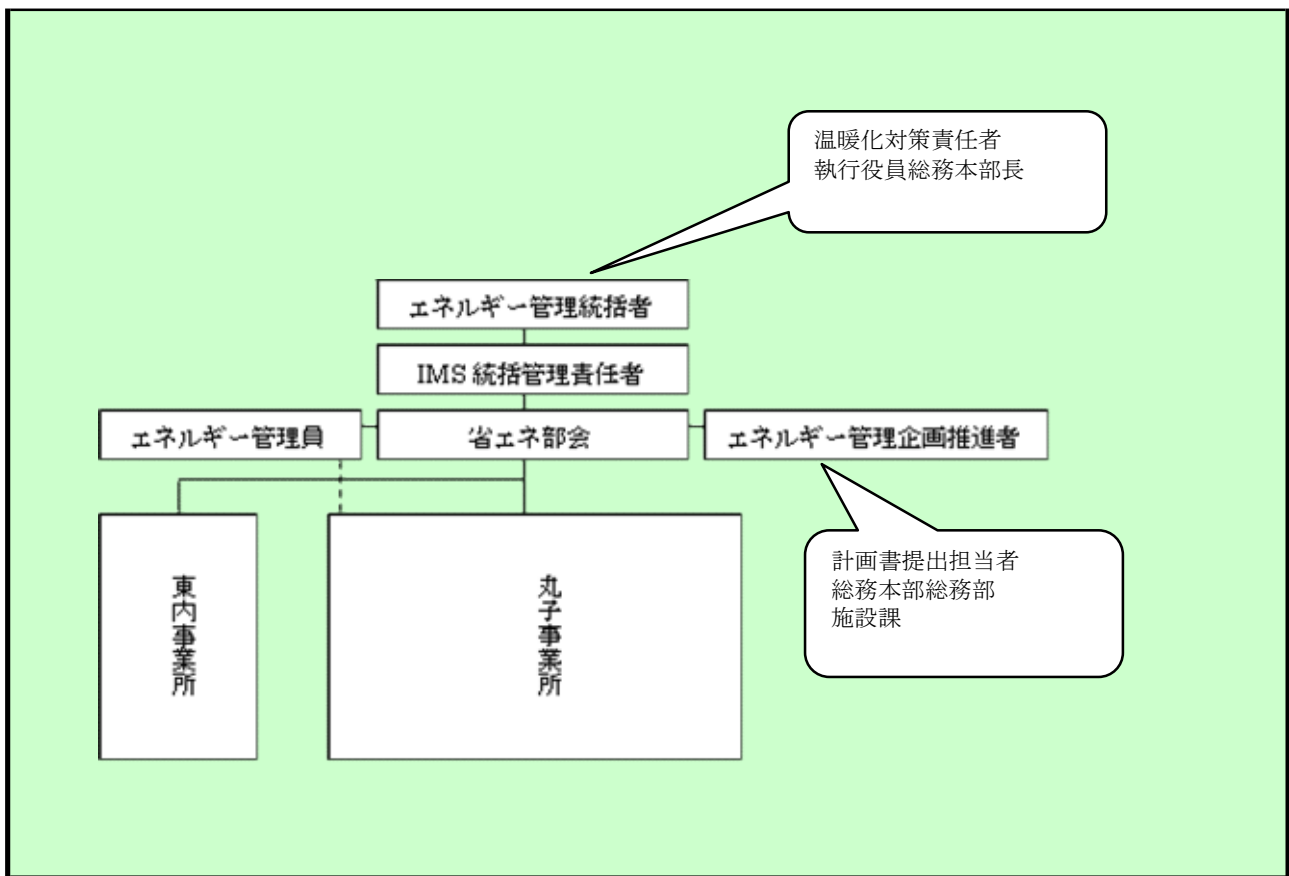 温暖化対策責任者
執行役員総務本部長
エネルギー管理統括者
IMS 統括管理責任者
エネルギー管理員
省エネ部会
エネルギー管理企画推進者
計画書提出担当者
総務本部総務部
施設課
東内事業所
丸子事業所